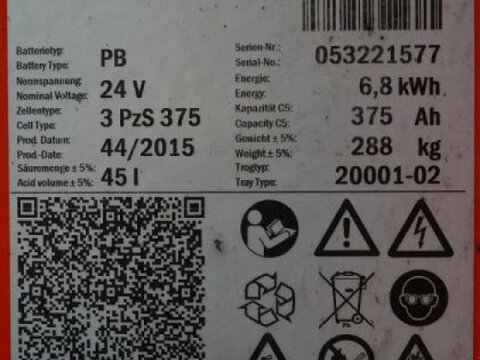 Batterietyp:
Battery Type: PB
Nennspannung:
Nominal Voltage: 24 V
Zellentype:
Cell Type: 3 PzS 375
Prod. Datum:
Prod.-Date: 44/2015
Säuremenge ± 5%:
Acid volume ± 5%: 45 l
Serien-Nr.:
Serial-No.: 053221577
Energie:
Energy: 6,8 kWh
Kapazität C5:
Capacity C5: 375 Ah
Gewicht ± 5%:
Weight ± 5%: 288 kg
Trogtyp:
Tray Type: 20001-02
Pb